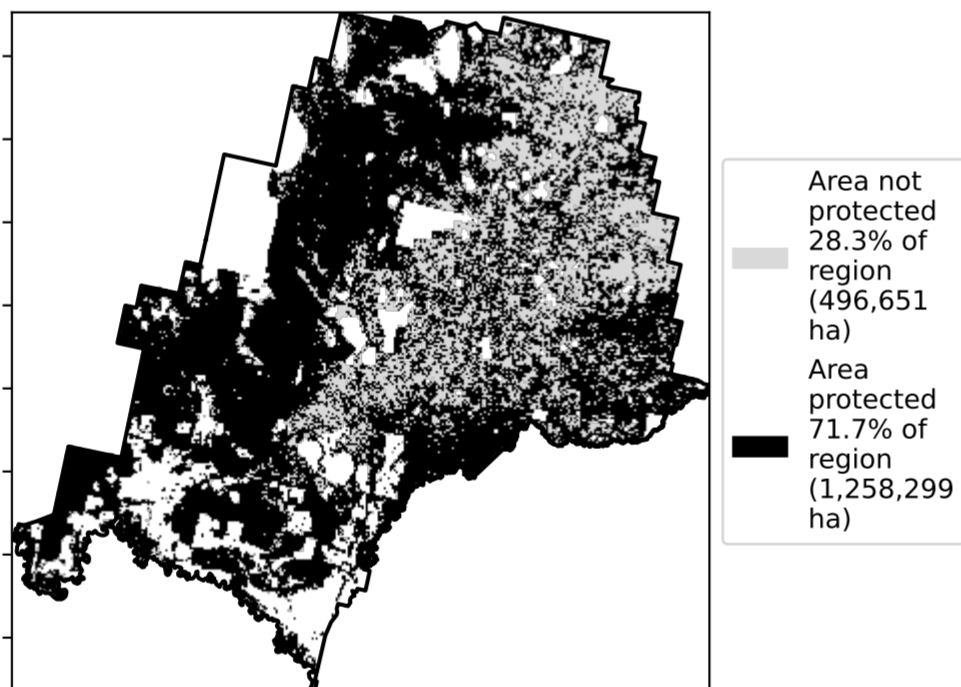 Area not
protected
28.3% of
region
(496,651
ha)
Area
protected
71.7% of
region
(1,258,299
ha)